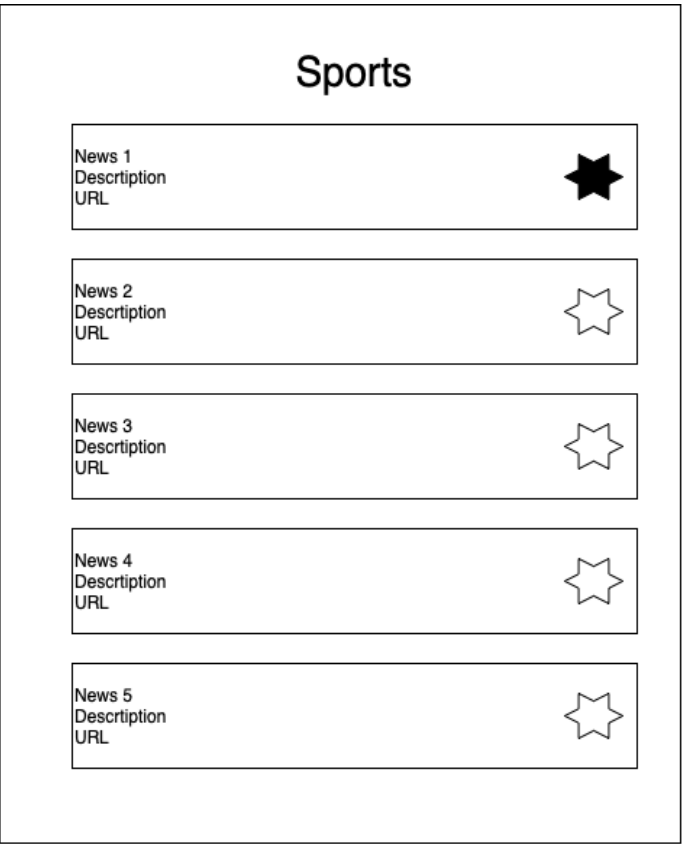 Sports
News 1
Descrtiption
URL
News 2
Descrtiption
URL
News 3
Descrtiption
URL
News 4
Descrtiption
URL
News 5
Descrtiption
URL